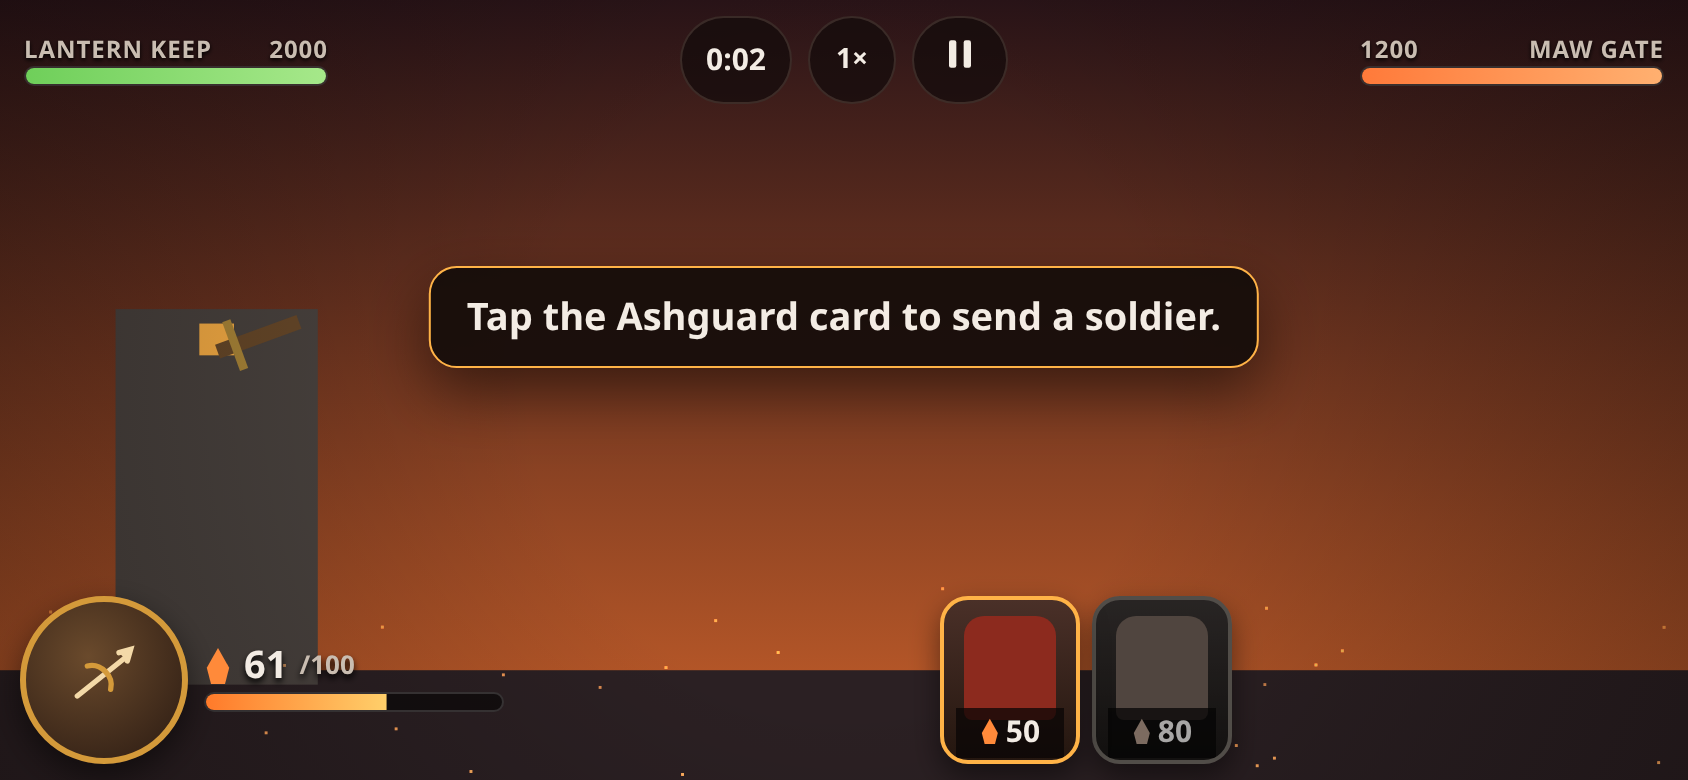 LANTERN KEEP 2000
0:02
1×
1200 MAW GATE
Tap the Ashguard card to send a soldier.
61 /100
50
80